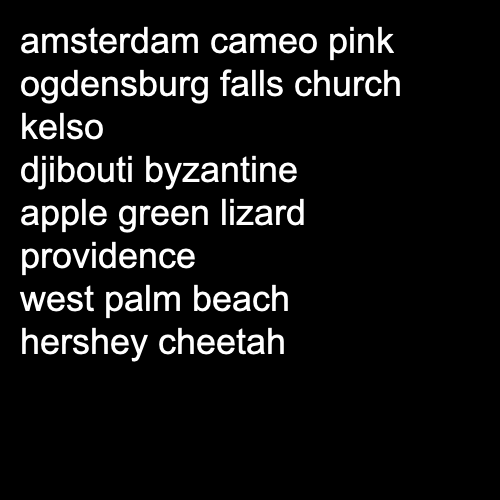 amsterdam cameo pink
ogdensburg falls church
kelso
djibouti byzantine
apple green lizard
providence
west palm beach
hershey cheetah